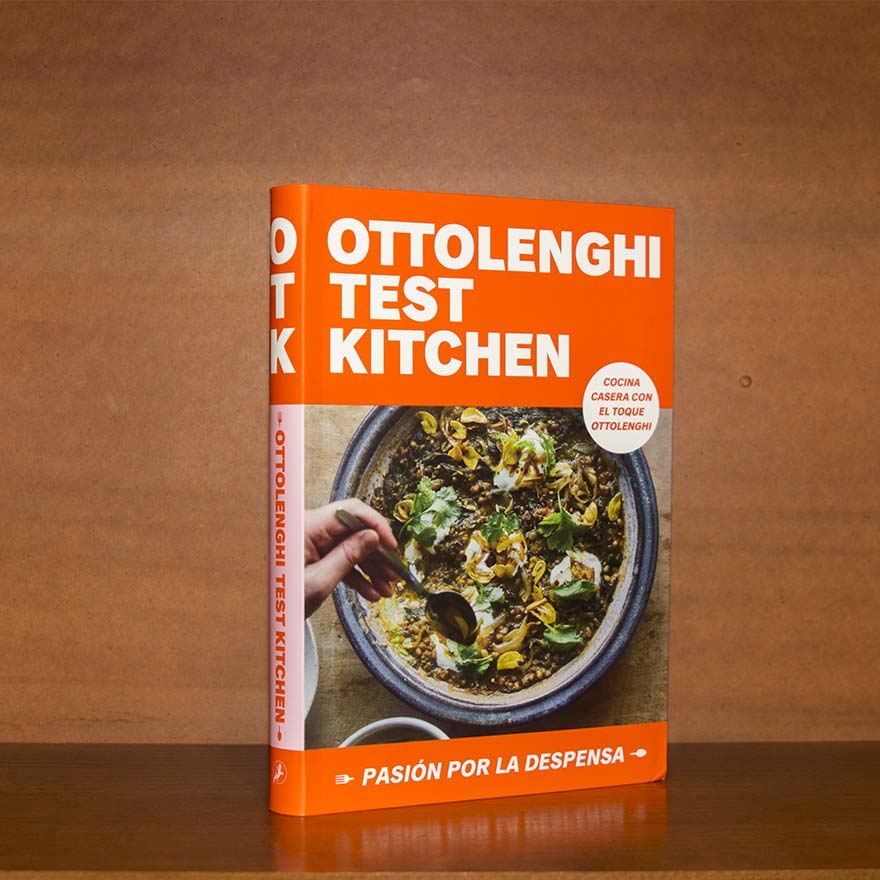 OTTOLENGHI
TEST
KITCHEN
COCINA
CASERA CON
EL TOQUE
OTTOLENGHI
PASIÓN POR LA DESPENSA
O
T
K
OTTOLENGHI TEST KITCHEN